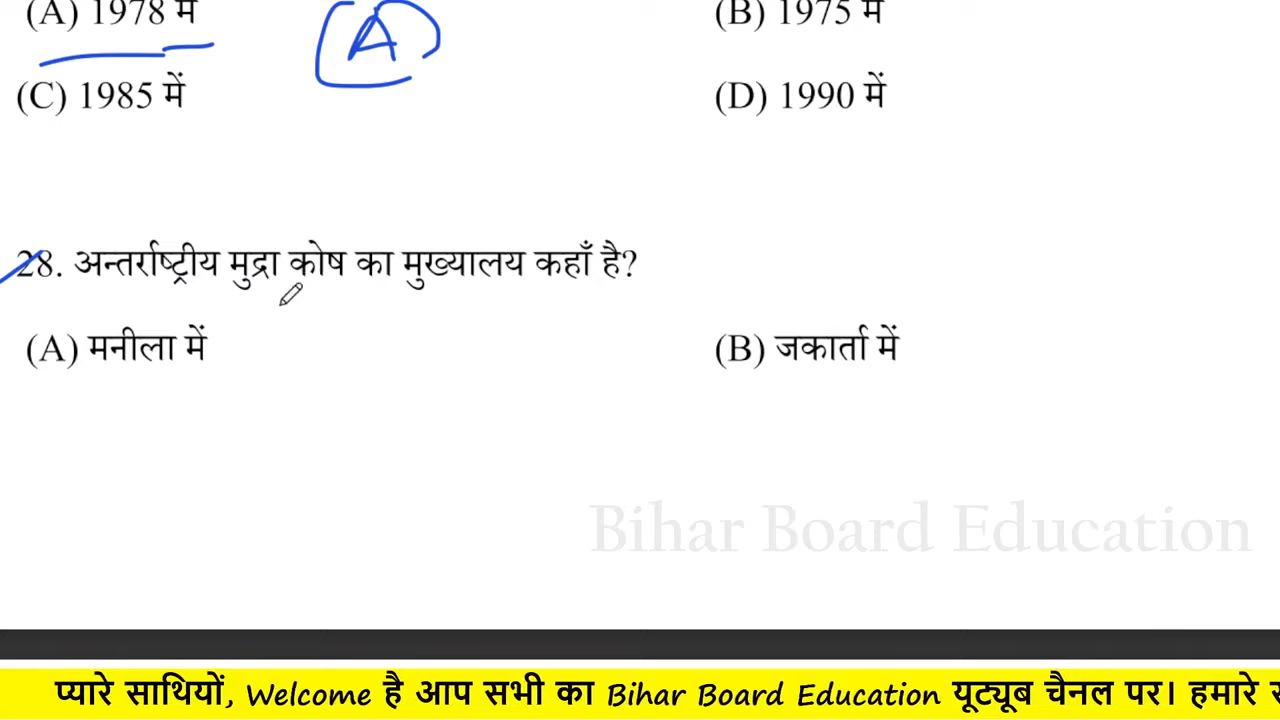 (A) 1978 में
(B) 1975 में
A
(C) 1985 में
(D) 1990 में
28. अन्तर्राष्ट्रीय मुद्रा कोष का मुख्यालय कहाँ है?
(A) मनीला में
(B) जकार्ता में
Bihar Board Education
प्यारे साथियों, Welcome है आप सभी का Bihar Board Education यूट्यूब चैनल पर। हमारे